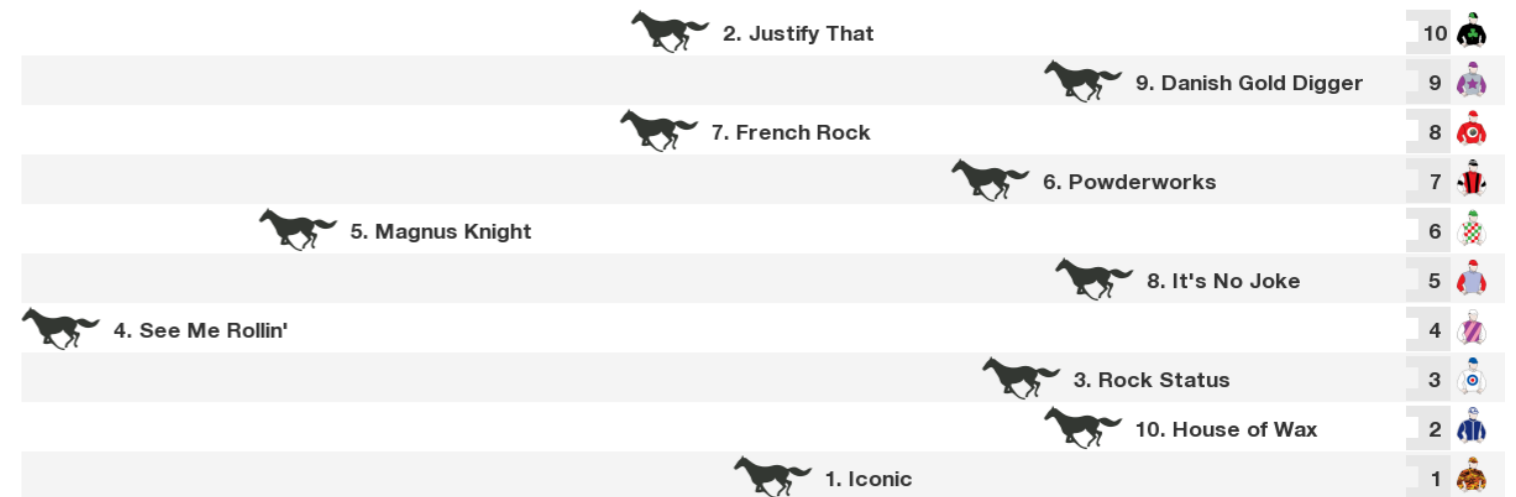 2. Justify That 10
9. Danish Gold Digger 9
7. French Rock 8
6. Powderworks 7
5. Magnus Knight 6
8. It's No Joke 5
4. See Me Rollin' 4
3. Rock Status 3
10. House of Wax 2
1. Iconic 1